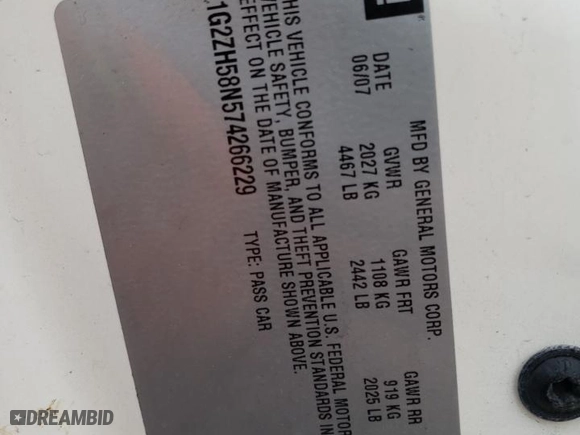 MFD BY GENERAL MOTORS CORP.
DATE GVWR GAWR FRT GAWR RR
06/07 2027 KG 1108 KG 919 KG
4467 LB 2442 LB 2025 LB
THIS VEHICLE CONFORMS TO ALL APPLICABLE U.S. FEDERAL MOTOR
VEHICLE SAFETY, BUMPER, AND THEFT PREVENTION STANDARDS IN
EFFECT ON THE DATE OF MANUFACTURE SHOWN ABOVE.
1G2ZH58N574266229 TYPE: PASS CAR
DREAMBID